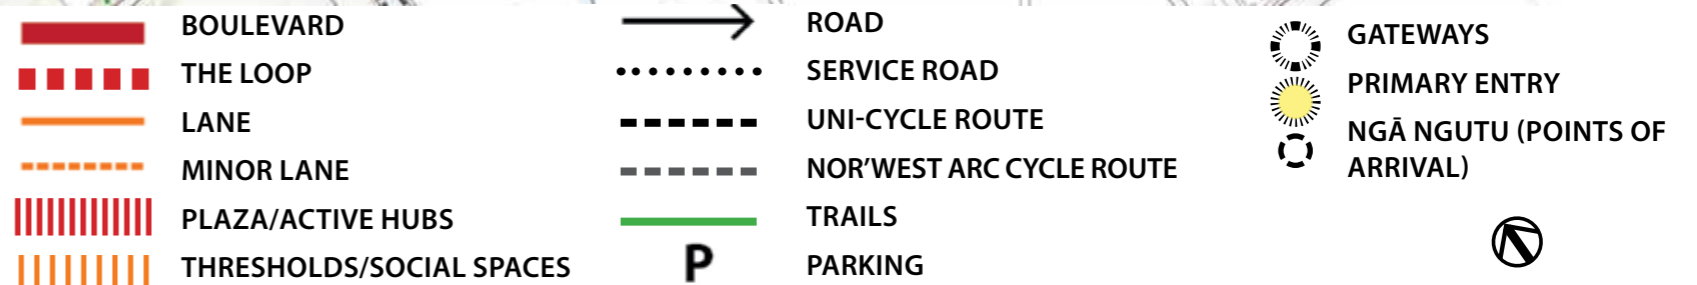 BOULEVARD
THE LOOP
LANE
MINOR LANE
PLAZA/ACTIVE HUBS
THRESHOLDS/SOCIAL SPACES
ROAD
SERVICE ROAD
UNI-CYCLE ROUTE
NOR'WEST ARC CYCLE ROUTE
TRAILS
P
PARKING
GATEWAYS
PRIMARY ENTRY
NGĀ NGUTU (POINTS OF
ARRIVAL)